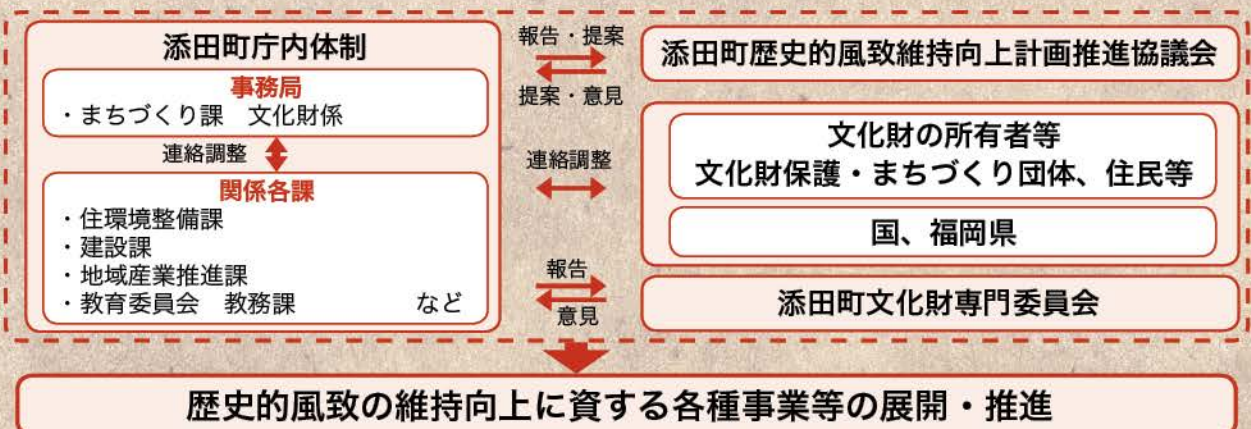 添田町庁内体制
事務局
・まちづくり課　文化財係
連絡調整
関係各課
・住環境整備課
・建設課
・地域産業推進課
・教育委員会　教務課　　　　　など
報告・提案
提案・意見
連絡調整
報告
意見
添田町歴史的風致維持向上計画推進協議会
文化財の所有者等
文化財保護・まちづくり団体、住民等
国、福岡県
添田町文化財専門委員会
歴史的風致の維持向上に資する各種事業等の展開・推進